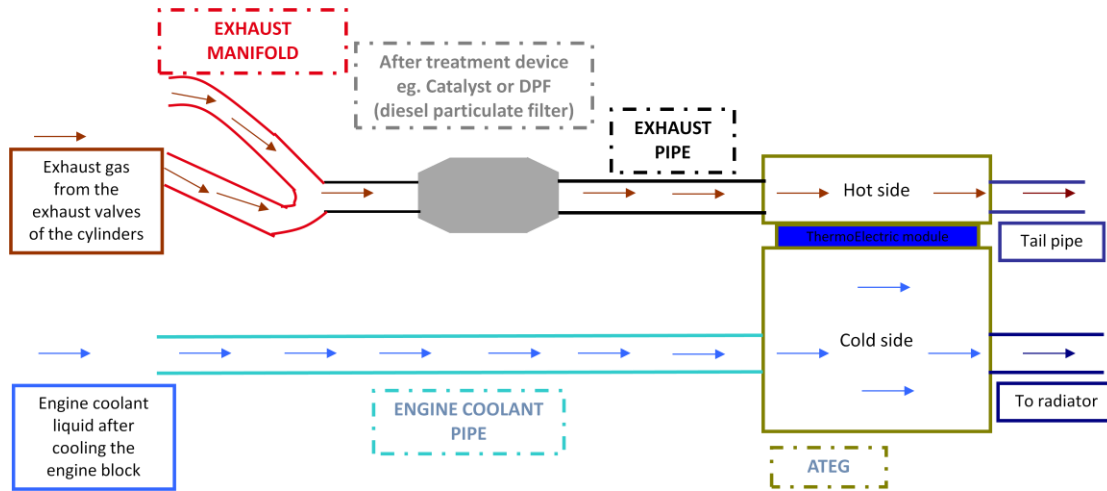 EXHAUST
MANIFOLD
After treatment device
eg. Catalyst or DPF
(diesel particulate filter)
EXHAUST
PIPE
Exhaust gas
from the
exhaust valves
of the cylinders
Hot side
ThermoElectric module
Tail pipe
Cold side
Engine coolant
liquid after
cooling the
engine block
ENGINE COOLANT
PIPE
To radiator
ATEG